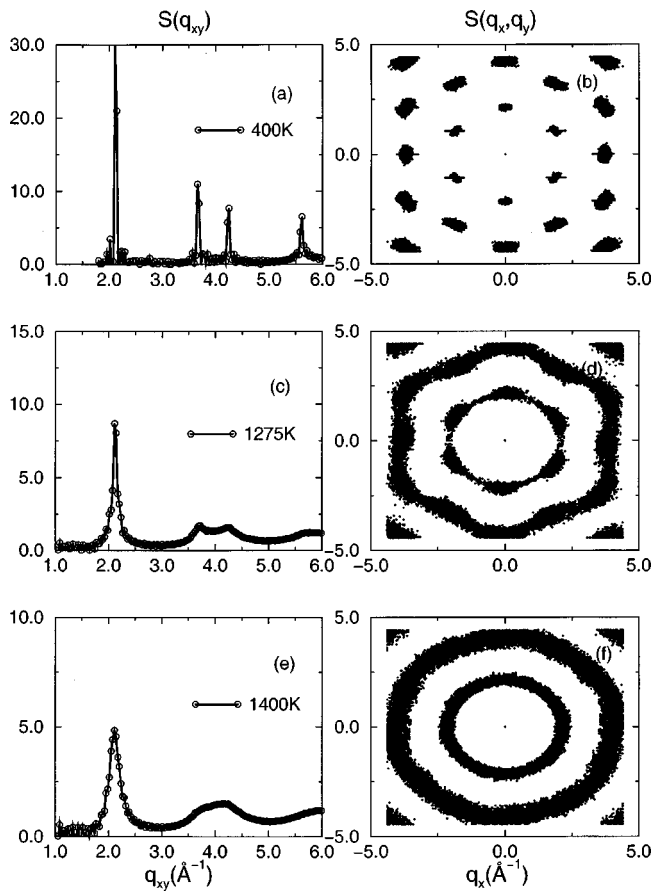 S(q_xy) S(q_x,q_y)
30.0 5.0
(a) (b)
20.0
400K
0.0
10.0
0.0 -5.0
1.0 2.0 3.0 4.0 5.0 6.0 -5.0 0.0 5.0
15.0 5.0
(c) (d)
10.0
1275K
0.0
5.0
0.0 -5.0
1.0 2.0 3.0 4.0 5.0 6.0 -5.0 0.0 5.0
10.0 5.0
(e) (f)
1400K
5.0 0.0
0.0 -5.0
1.0 2.0 3.0 4.0 5.0 6.0 -5.0 0.0 5.0
q_xy(Å⁻¹) q_x(Å⁻¹)